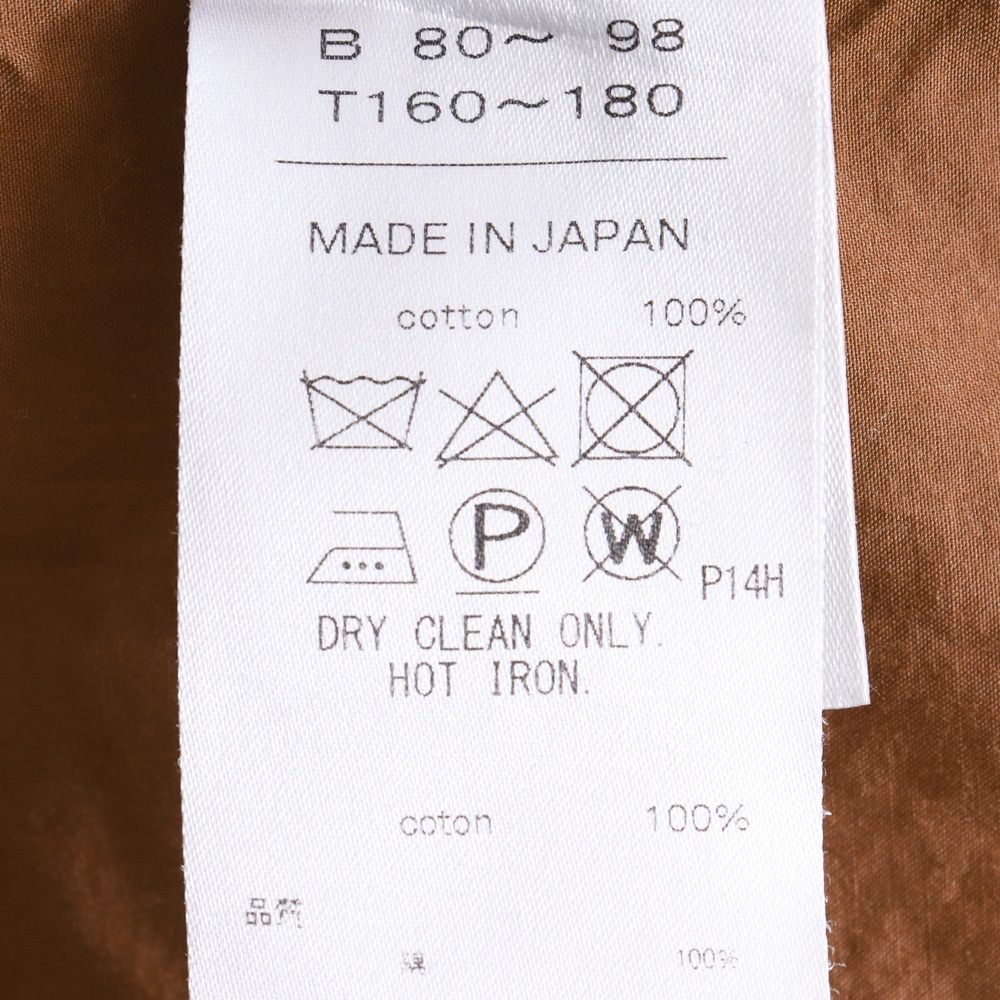 B 80～ 98
T160～180
MADE IN JAPAN
cotton 100%
P W P14H
DRY CLEAN ONLY.
HOT IRON.
coton 100%
品質
100%